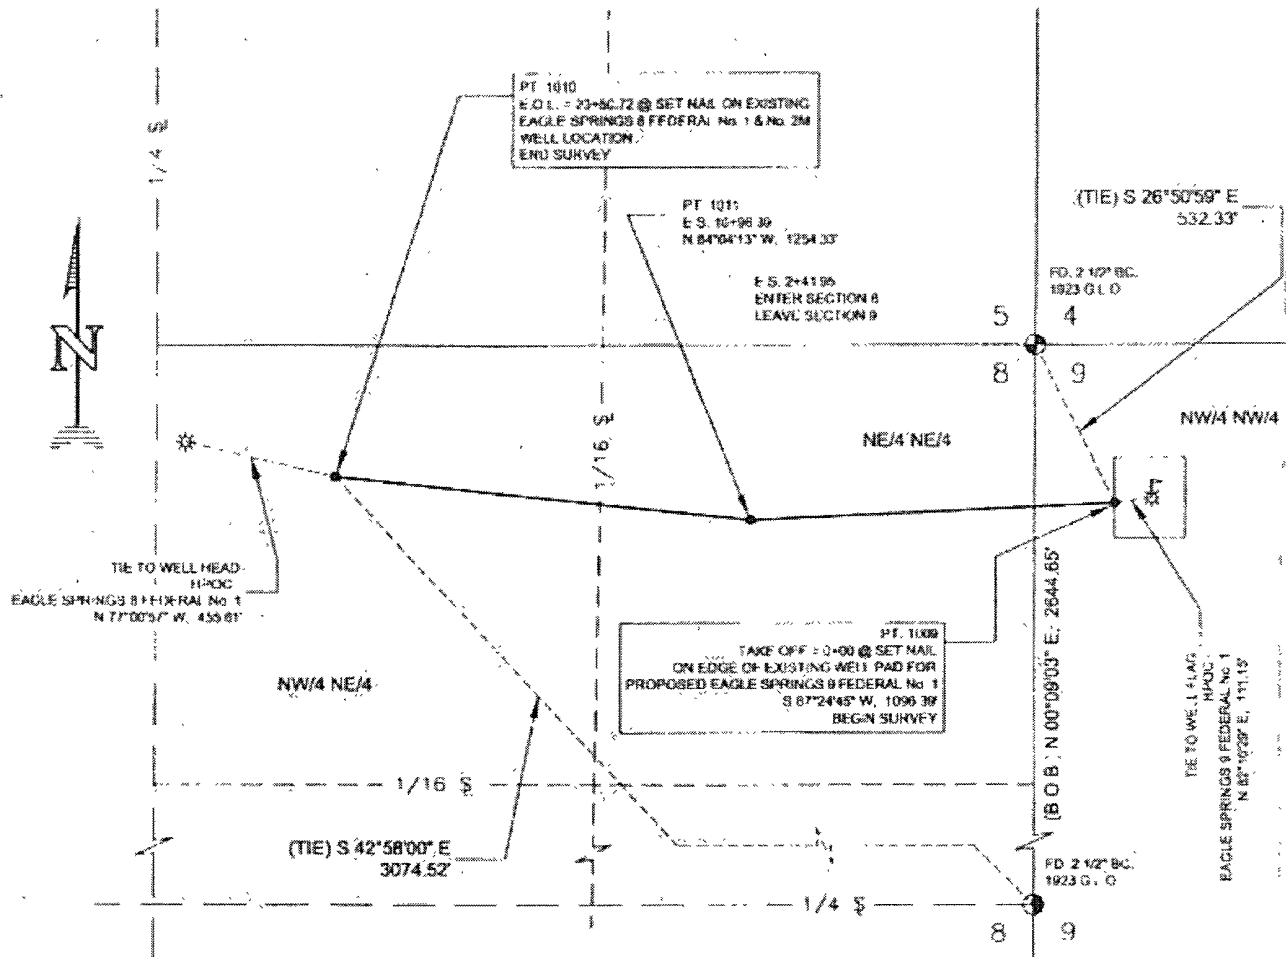 PT 1010
E.O.L. = 23+50.72 @ SET NAIL ON EXISTING
EAGLE SPRINGS 8 FEDERAL No. 1 & No. 2M
WELL LOCATION
END SURVEY
1/4 S
PT 1011
E.S. 10+96.39
N 84°04'13" W, 1254.33'
(TIE) S 26°50'59" E
532.33'
E.S. 2+41.95
ENTER SECTION 8
LEAVE SECTION 9
FD. 2 1/2" BC.
1923 G.L.O
5 4
8 9
N
1/16 S
NE/4 NE/4
NW/4 NW/4
TIE TO WELL HEAD
HPOC
EAGLE SPRINGS 8 FEDERAL No. 1
N 77°00'57" W, 455.61'
PT. 1009
TAKE OFF = 0+00 @ SET NAIL
ON EDGE OF EXISTING WELL PAD FOR
PROPOSED EAGLE SPRINGS 9 FEDERAL No. 1
S 87°24'45" W, 1096.39'
BEGIN SURVEY
NW/4 NE/4
(B.O.B.) N 00°09'03" E, 2644.65'
TIE TO WELL FLAG
HPOC
EAGLE SPRINGS 9 FEDERAL No. 1
111.15'
1/16 S
(TIE) S 42°58'00" E
3074.52'
FD 2 1/2" BC.
1923 G.L.O
1/4 S
8 9